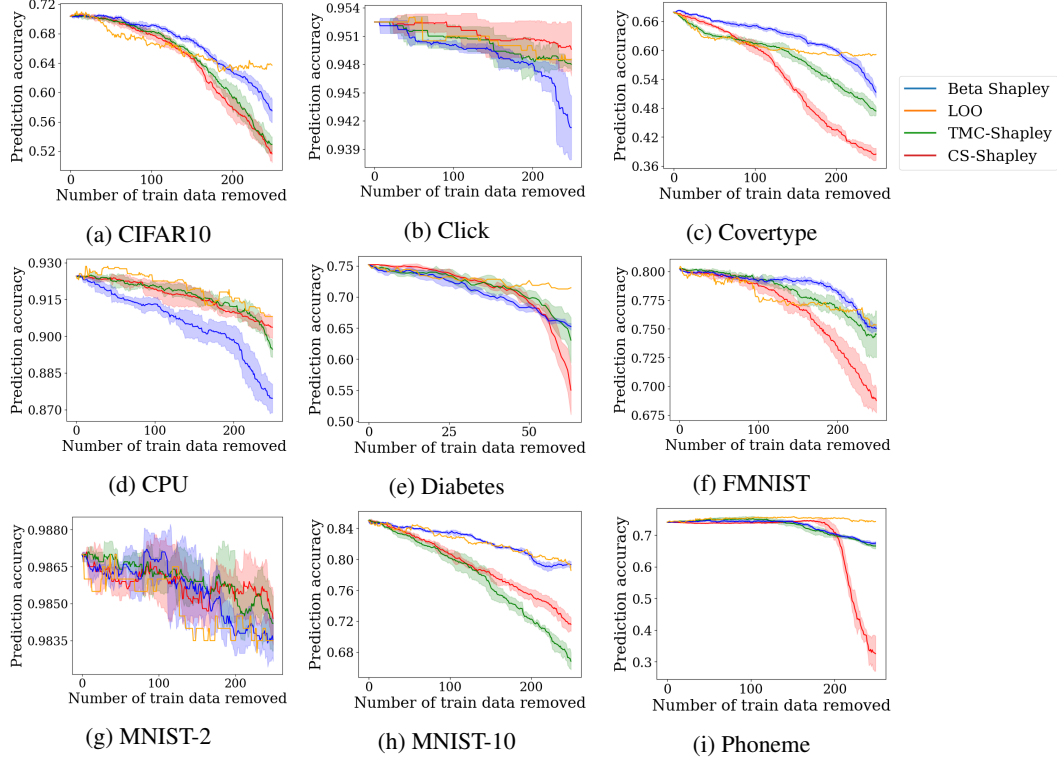 0.72
0.68
0.64
0.60
0.56
0.52
Prediction accuracy
100
200
Number of train data removed
(a) CIFAR10
0.954
0.951
0.948
0.945
0.942
0.939
Prediction accuracy
0
100
200
Number of train data removed
(b) Click
0.66
0.60
0.54
0.48
0.42
0.36
Prediction accuracy
0
100
200
Number of train data removed
(c) Covertype
Beta Shapley
LOO
TMC-Shapley
CS-Shapley
0.930
0.915
0.900
0.885
0.870
Prediction accuracy
0
100
200
Number of train data removed
(d) CPU
0.75
0.70
0.65
0.60
0.55
0.50
Prediction accuracy
0
25
50
Number of train data removed
(e) Diabetes
0.800
0.775
0.750
0.725
0.700
0.675
Prediction accuracy
0
100
200
Number of train data removed
(f) FMNIST
0.9880
0.9865
0.9850
0.9835
Prediction accuracy
0
100
200
Number of train data removed
(g) MNIST-2
0.84
0.80
0.76
0.72
0.68
Prediction accuracy
0
100
200
Number of train data removed
(h) MNIST-10
0.7
0.6
0.5
0.4
0.3
Prediction accuracy
0
100
200
Number of train data removed
(i) Phoneme